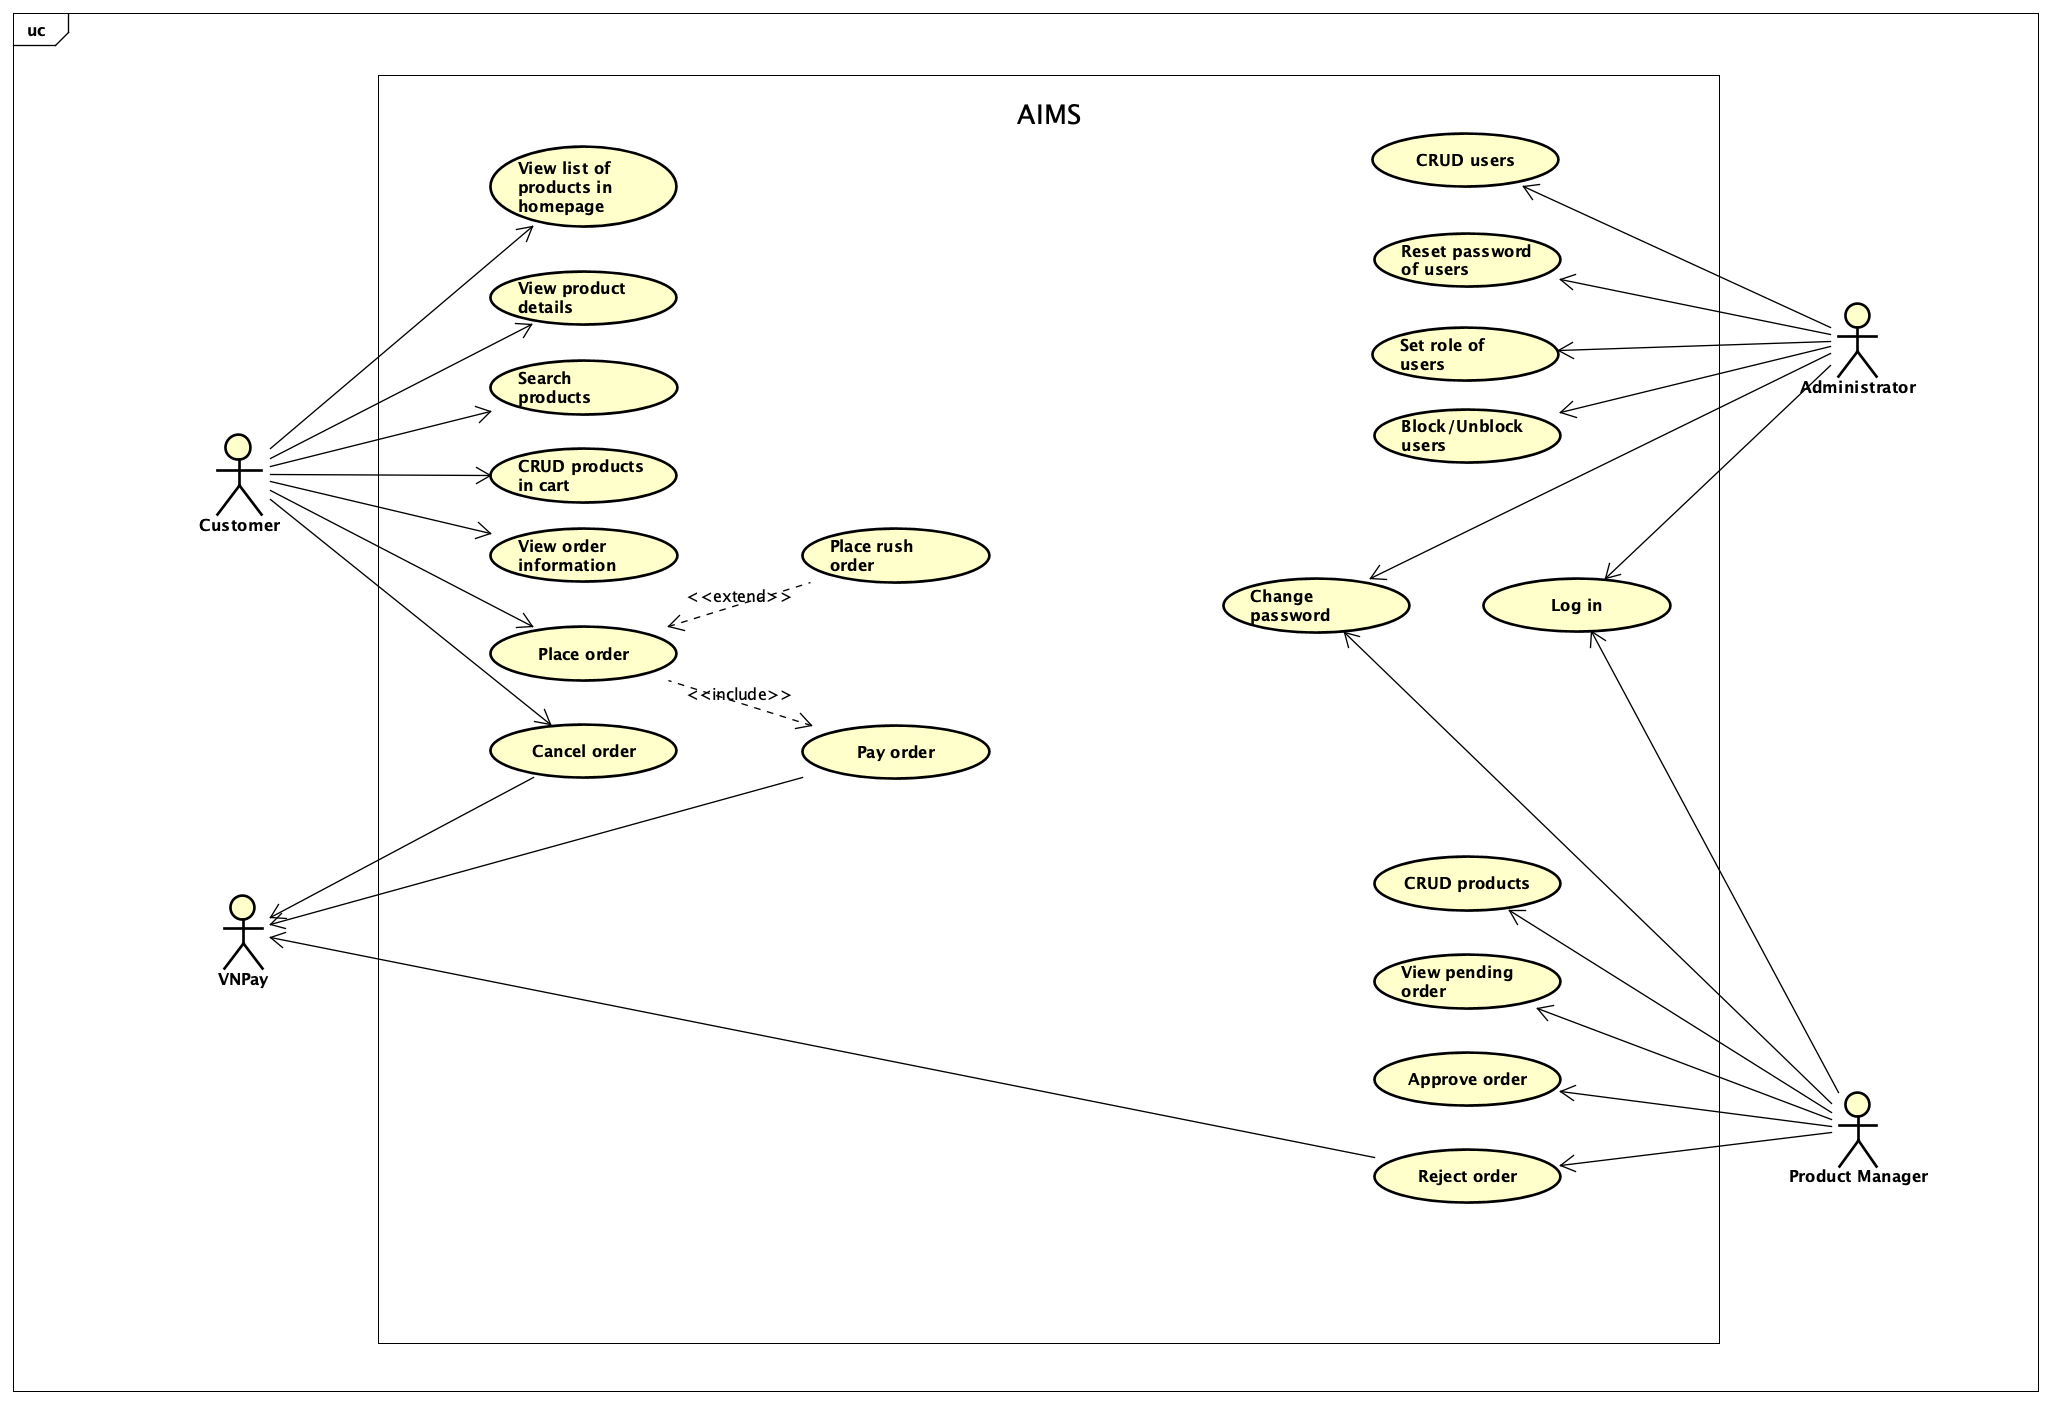 uc
AIMS
View list of
products in
homepage
View product
details
Search
products
CRUD products
in cart
View order
information
Place order
Cancel order
Place rush
order
<<extend>>
<<include>>
Pay order
Customer
VNPay
CRUD users
Reset password
of users
Set role of
users
Block/Unblock
users
Administrator
Change
password
Log in
CRUD products
View pending
order
Approve order
Reject order
Product Manager